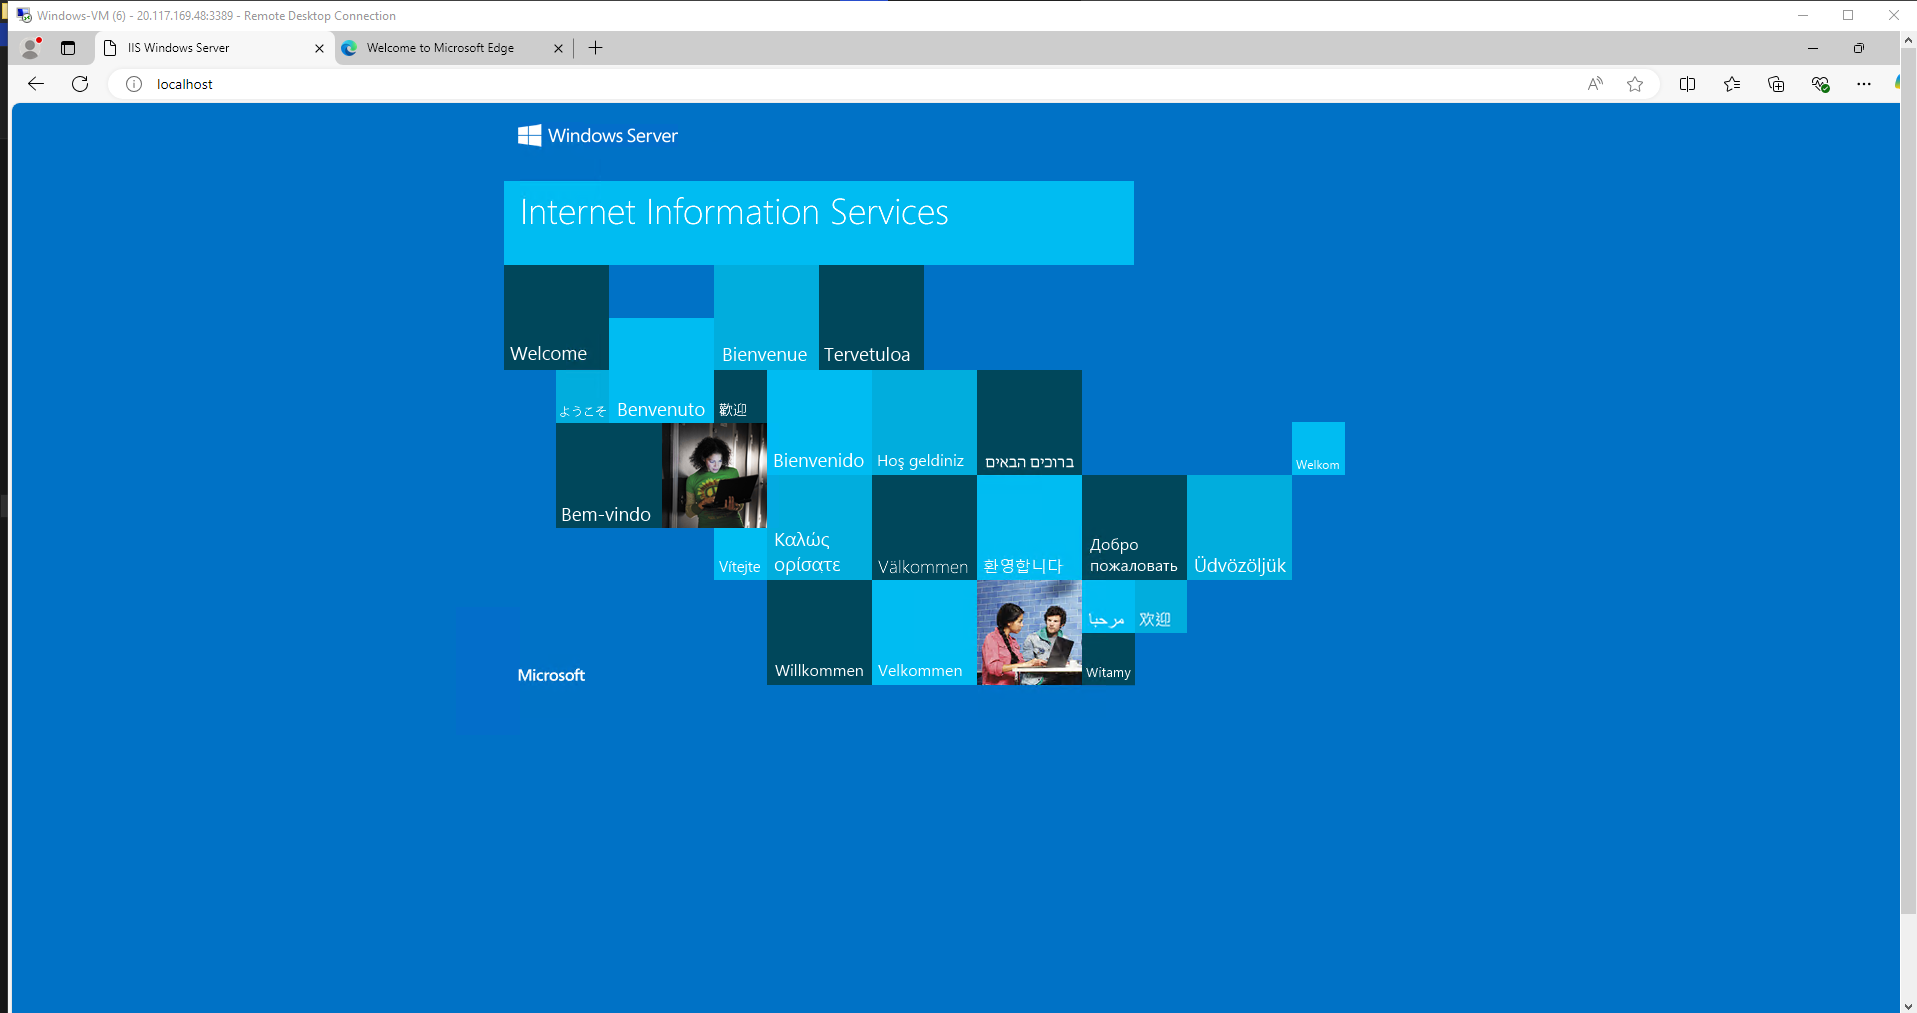 Windows-VM (6) - 20.117.169.48:3389 - Remote Desktop Connection
IIS Windows Server
Welcome to Microsoft Edge
localhost
Windows Server
Internet Information Services
Welcome
Bienvenue
Tervetuloa
ようこそ
Benvenuto
歡迎
Bienvenido
Hoş geldiniz
ברוכים הבאים
Welkom
Bem-vindo
Vítejte
Καλώς
ορίσατε
Välkommen
환영합니다
Добро
пожаловать
Üdvözöljük
مرحبا
欢迎
Willkommen
Velkommen
Witamy
Microsoft